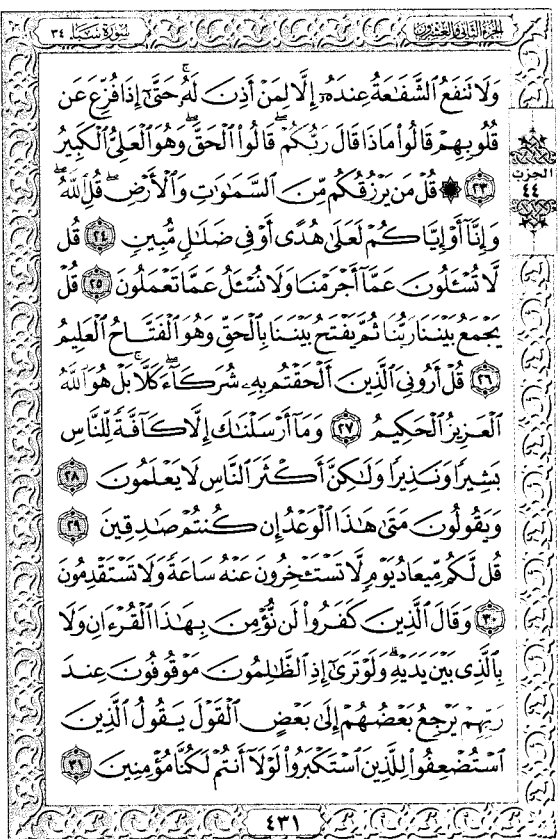 الجزء الثاني والعشرون
سورة سبإ ٣٤
وَلَا تَنفَعُ ٱلشَّفَٰعَةُ عِندَهُۥٓ إِلَّا لِمَنْ أَذِنَ لَهُۥۚ حَتَّىٰٓ إِذَا فُزِّعَ عَن
قُلُوبِهِمْ قَالُوا۟ مَاذَا قَالَ رَبُّكُمْۖ قَالُوا۟ ٱلْحَقَّۖ وَهُوَ ٱلْعَلِىُّ ٱلْكَبِيرُ
٢٣ ۞ قُلْ مَن يَرْزُقُكُم مِّنَ ٱلسَّمَٰوَٰتِ وَٱلْأَرْضِۖ قُلِ ٱللَّهُۖ
وَإِنَّآ أَوْ إِيَّاكُمْ لَعَلَىٰ هُدًى أَوْ فِى ضَلَٰلٍ مُّبِينٍ ٢٤ قُل
لَّا تُسْـَٔلُونَ عَمَّآ أَجْرَمْنَا وَلَا نُسْـَٔلُ عَمَّا تَعْمَلُونَ ٢٥ قُلْ
يَجْمَعُ بَيْنَنَا رَبُّنَا ثُمَّ يَفْتَحُ بَيْنَنَا بِٱلْحَقِّ وَهُوَ ٱلْفَتَّاحُ ٱلْعَلِيمُ
٢٦ قُلْ أَرُونِىَ ٱلَّذِينَ أَلْحَقْتُم بِهِۦ شُرَكَآءَۖ كَلَّاۚ بَلْ هُوَ ٱللَّهُ
ٱلْعَزِيزُ ٱلْحَكِيمُ ٢٧ وَمَآ أَرْسَلْنَٰكَ إِلَّا كَآفَّةً لِّلنَّاسِ
بَشِيرًا وَنَذِيرًا وَلَٰكِنَّ أَكْثَرَ ٱلنَّاسِ لَا يَعْلَمُونَ ٢٨
وَيَقُولُونَ مَتَىٰ هَٰذَا ٱلْوَعْدُ إِن كُنتُمْ صَٰدِقِينَ ٢٩
قُل لَّكُم مِّيعَادُ يَوْمٍ لَّا تَسْتَـْٔخِرُونَ عَنْهُ سَاعَةً وَلَا تَسْتَقْدِمُونَ
٣٠ وَقَالَ ٱلَّذِينَ كَفَرُوا۟ لَن نُّؤْمِنَ بِهَٰذَا ٱلْقُرْءَانِ وَلَا
بِٱلَّذِى بَيْنَ يَدَيْهِۗ وَلَوْ تَرَىٰٓ إِذِ ٱلظَّٰلِمُونَ مَوْقُوفُونَ عِندَ
رَبِّهِمْ يَرْجِعُ بَعْضُهُمْ إِلَىٰ بَعْضٍ ٱلْقَوْلَ يَقُولُ ٱلَّذِينَ
ٱسْتُضْعِفُوا۟ لِلَّذِينَ ٱسْتَكْبَرُوا۟ لَوْلَآ أَنتُمْ لَكُنَّا مُؤْمِنِينَ ٣١
الحزب
٤٤
٤٣١